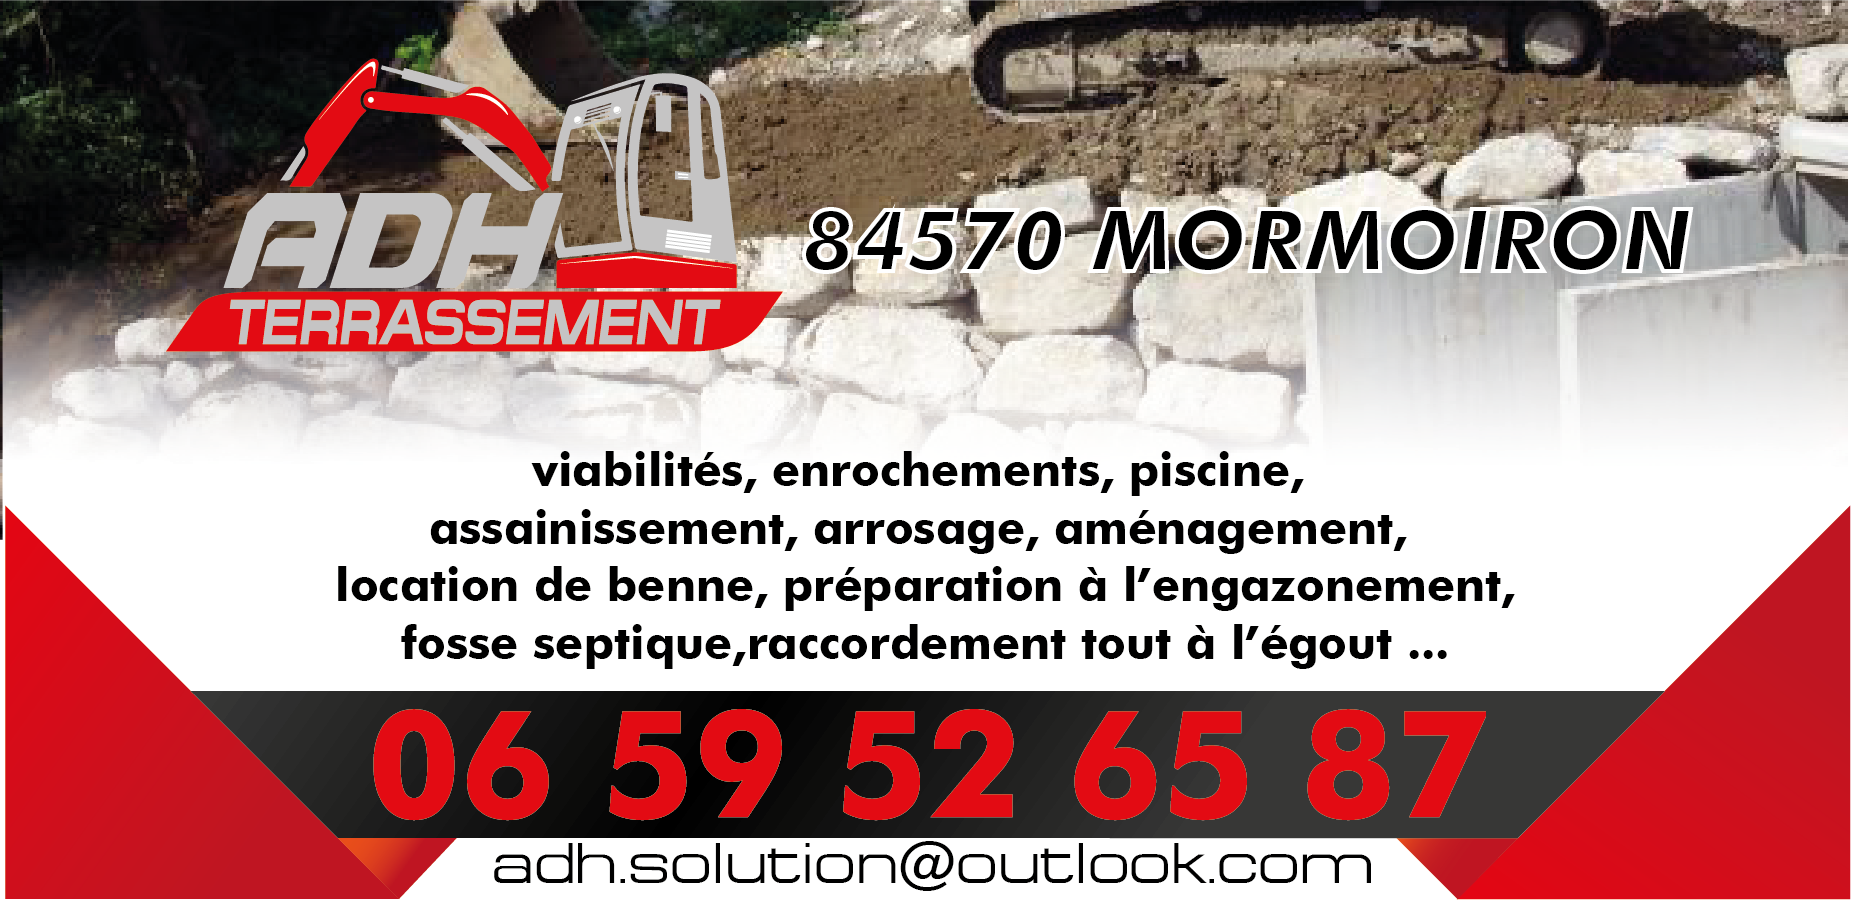 ADH
TERRASSEMENT
84570 MORMOIRON
viabilités, enrochements, piscine,
assainissement, arrosage, aménagement,
location de benne, préparation à l’engazonement,
fosse septique,raccordement tout à l’égout ...
06 59 52 65 87
adh.solution@outlook.com